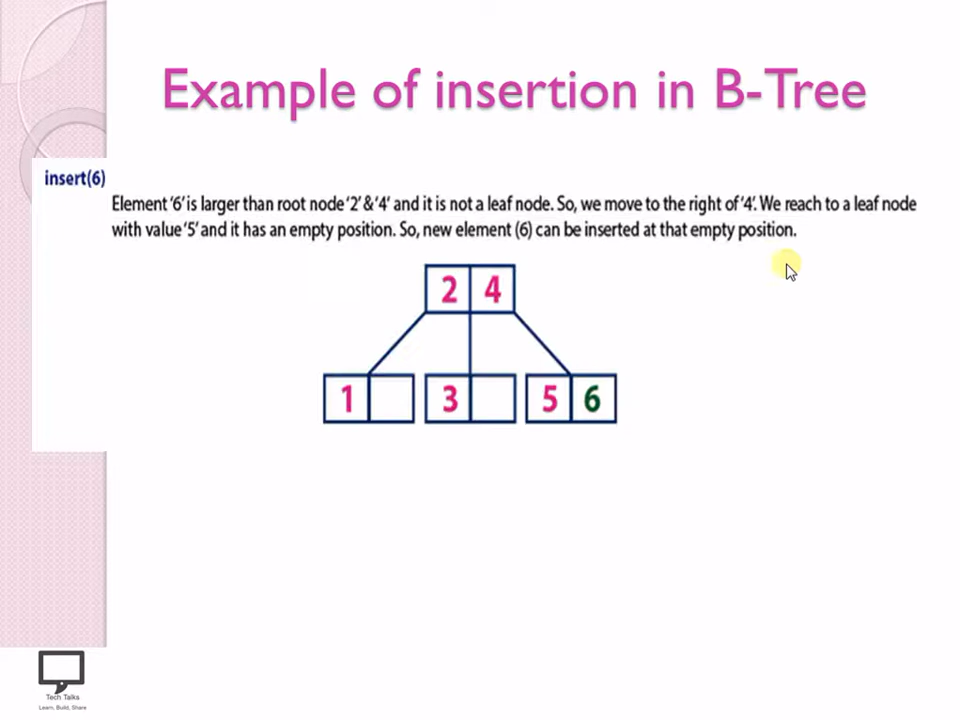 Example of insertion in B-Tree
insert(6)
Element ‘6’ is larger than root node ‘2’ & ‘4’ and it is not a leaf node. So, we move to the right of ‘4’. We reach to a leaf node
with value ‘5’ and it has an empty position. So, new element (6) can be inserted at that empty position.
2 4
1 3 5 6
Tech Talks
Learn, Build, Share